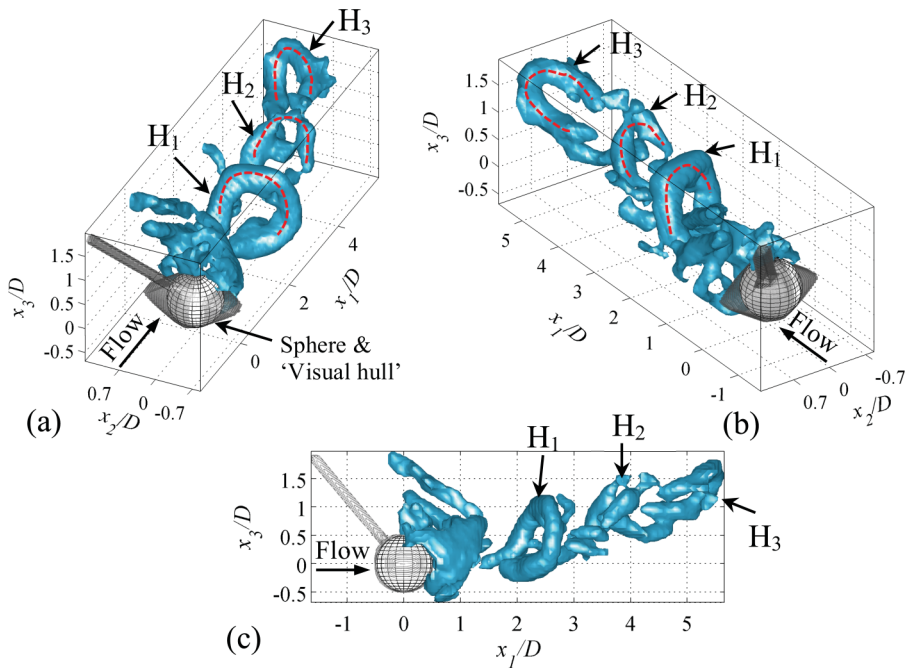 H3
H2
H1
x3/D
1.5
1
0.5
0
-0.5
Flow
0.7
0
-0.7
x2/D
0
2
4
x1/D
Sphere &
‘Visual hull’
(a)
H3
H2
H1
x3/D
1.5
1
0.5
0
-0.5
5
4
3
2
1
0
-1
x1/D
Flow
0.7
0
-0.7
x2/D
(b)
H1
H2
H3
x3/D
1.5
1
0.5
0
-0.5
Flow
-1 0 1 2 3 4 5
x1/D
(c)